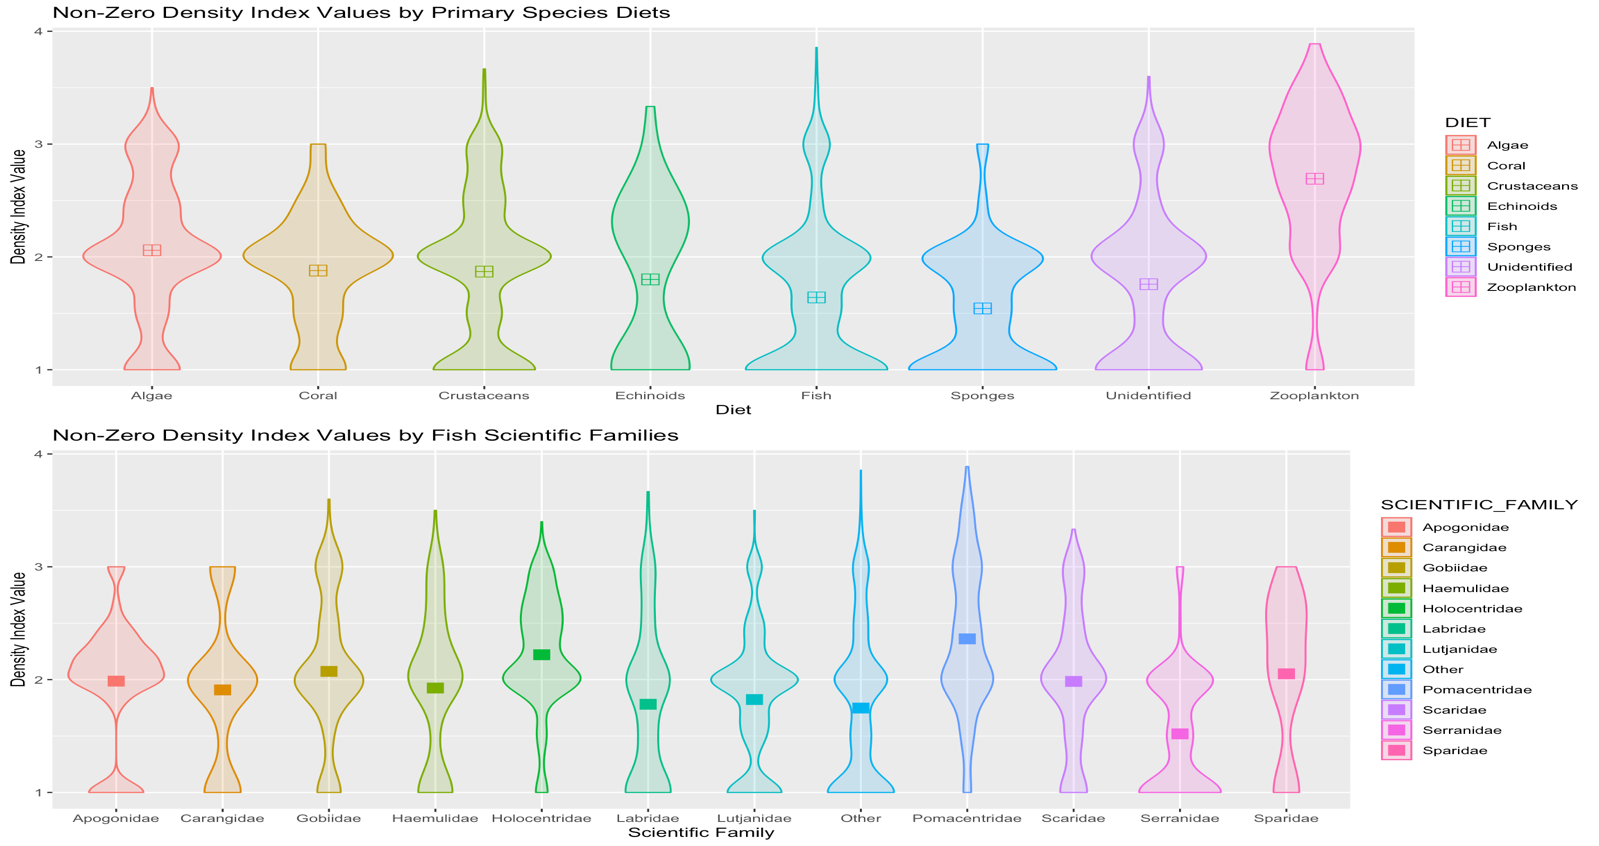 Non-Zero Density Index Values by Primary Species Diets
4
3
2
1
Density Index Value
Algae Coral Crustaceans Echinoids Fish Sponges Unidentified Zooplankton
Diet
DIET
Algae
Coral
Crustaceans
Echinoids
Fish
Sponges
Unidentified
Zooplankton
Non-Zero Density Index Values by Fish Scientific Families
4
3
2
1
Density Index Value
Apogonidae Carangidae Gobiidae Haemulidae Holocentridae Labridae Lutjanidae Other Pomacentridae Scaridae Serranidae Sparidae
Scientific Family
SCIENTIFIC_FAMILY
Apogonidae
Carangidae
Gobiidae
Haemulidae
Holocentridae
Labridae
Lutjanidae
Other
Pomacentridae
Scaridae
Serranidae
Sparidae